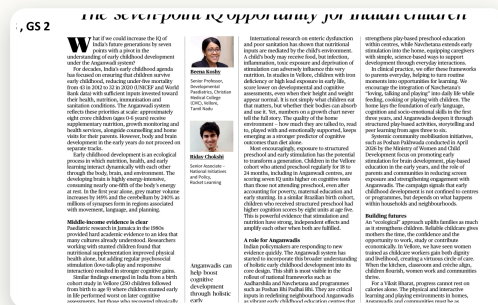 , GS 2
The seven-point IQ opportunity for Indian children
What if we could increase the IQ of
India's future generations by seven
points with a pivot in the
understanding of early childhood development
under the Anganwadi system?
For decades, India's early childhood agenda
was focused on ensuring that children survive
early childhood, reducing under-five mortality
from 43 in 2012 to 32 in 2020 (UNICEF and World
Bank data) with sufficient inputs invested toward
their health, nutrition, immunisation and
sanitation conditions. The Anganwadi system
reflects these priorities at scale: approximately
eight crore children (ages 0-6 years) receive
supplementary nutrition, growth monitoring and
health services, alongside counselling and home
visits for their parents. However, body and brain
development in the early years do not proceed on
separate tracks.
Early childhood development is an ecological
process in which nutrition, health, and early
learning interact dynamically with each other
through the body, brain, and environment. The
developing brain is highly energy-intensive,
consuming nearly one-fifth of the body's energy
at rest. In the first year alone, grey matter volume
increases by 149% and the cerebellum by 240% as
millions of synapses form in regions associated
with movement, language, and planning.
Middle-income evidence is clear
Paediatric research in Jamaica in the 1980s
provided hard academic evidence to an idea that
many cultures already understood. Researchers
working with stunted children found that
nutritional supplementation improved physical
health alone, but adding regular psychosocial
stimulation (locally play and responsive
interaction) resulted in stronger cognitive gains.
Similar findings emerged in India from a birth
cohort study in Vellore (250 children followed
from birth to age 9) where children stunted early
in life performed worst on later cognitive
Beena Koshy
Senior Professor,
Developmental
Paediatrics, Christian
Medical College
(CMC), Vellore,
Tamil Nadu
Ridey Chokshi
Senior Associate -
National Initiatives
and Policy,
Rocket Learning
Anganwadis can
help boost
cognitive
development
through holistic
early
International research on enteric dysfunction
and poor sanitation has shown that nutritional
inputs are mediated by the child's environment.
A child's body may receive food, but infection,
inflammation, toxic exposure and deprivation of
stimulation can adversely influence this very
nutrition. In studies in Vellore, children with iron
deficiency or high lead exposure in early life,
score lower on developmental and cognitive
assessments, even when their height and weight
appear normal. It is not simply whether children eat
that matters, but whether their bodies can absorb
and use it. Yet, numbers on a growth chart never
tell the full story. The quality of the home
environment – how much they are talked to, read
to, played with and emotionally supported, keeps
emerging as a stronger predictor of cognitive
outcomes than diet alone.
Most encouragingly, exposure to structured
preschool and early stimulation has the potential
to transform a generation. Children in the Vellore
cohort who attended preschool regularly for 18 to
24 months, including in Anganwadi centres, are
scoring seven IQ units higher on cognitive tests
than those not attending preschool, even after
accounting for poverty, maternal education and
early stunting. In a similar Brazilian birth cohort,
children who received structured preschool had
higher cognition scores by eight units at age five.
This is powerful evidence that stimulation and
nutrition have strong, independent effects and
amplify each other when both are fulfilled.
A role for Anganwadis
Indian policymakers are responding to new
evidence quickly. The Anganwadi system has
started to incorporate this broader understanding
of holistic early childhood development into its
core design. This shift is most visible in the
rollout of national frameworks such as
Aadharshila and Navchetana and programmes
such as Poshan Bhi Padhai Bhi. They are critical
inputs in redefining neighbourhood Anganwadis
strengthens play-based preschool education
within centres, while Navchetana extends early
stimulation into the home, equipping caregivers
with simple, science-based ways to support
development through everyday interactions.
In clinical practice, we offer these frameworks
to parents everyday, helping to turn routine
moments into opportunities for learning. We
encourage the integration of Navchetana's
"loving, talking and playing" into daily life while
feeding, cooking or playing with children. The
home lays the foundation of early language,
cognition and socio-emotional skills in the first
three years, and Anganwadis deepen it through
structured play-based activities, storytelling and
peer learning from ages three to six.
Systemic community mobilisation initiatives,
such as Poshan Pakhwada conducted in April
2026 by the Ministry of Women and Child
Development focus on promoting early
stimulation for brain development, play-based
education in the early years, and the role of
parents and communities in reducing screen
exposure and strengthening engagement with
Anganwadis. The campaign signals that early
childhood development is not confined to centres
or programmes, but depends on what happens
within households and neighbourhoods.
Building futures
An "ecological" approach uplifts families as much
as it strengthens children. Reliable childcare gives
mothers the time, the confidence and the
opportunity to work, study or contribute
economically. In Vellore, we have seen women
trained as childcare workers gain both dignity
and livelihood, creating a virtuous circle of care.
When the kitchen, classroom and crèche align,
children flourish, women work and communities
thrive.
For a Viksit Bharat, progress cannot rest on
calories alone. The physical and interactive
learning and playing environments in homes,